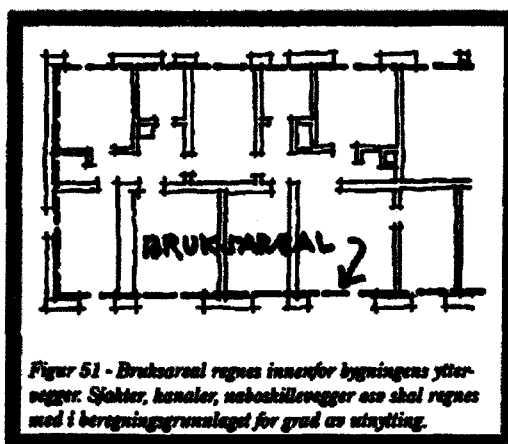 BRUKSAREAL
Figur 51 - Bruksareal regnes innenfor bygningens ytter-
vegger. Sjakter, kanaler, naboskillevegger osv skal regnes
med i beregningsgrunnlaget for grad av utnytting.